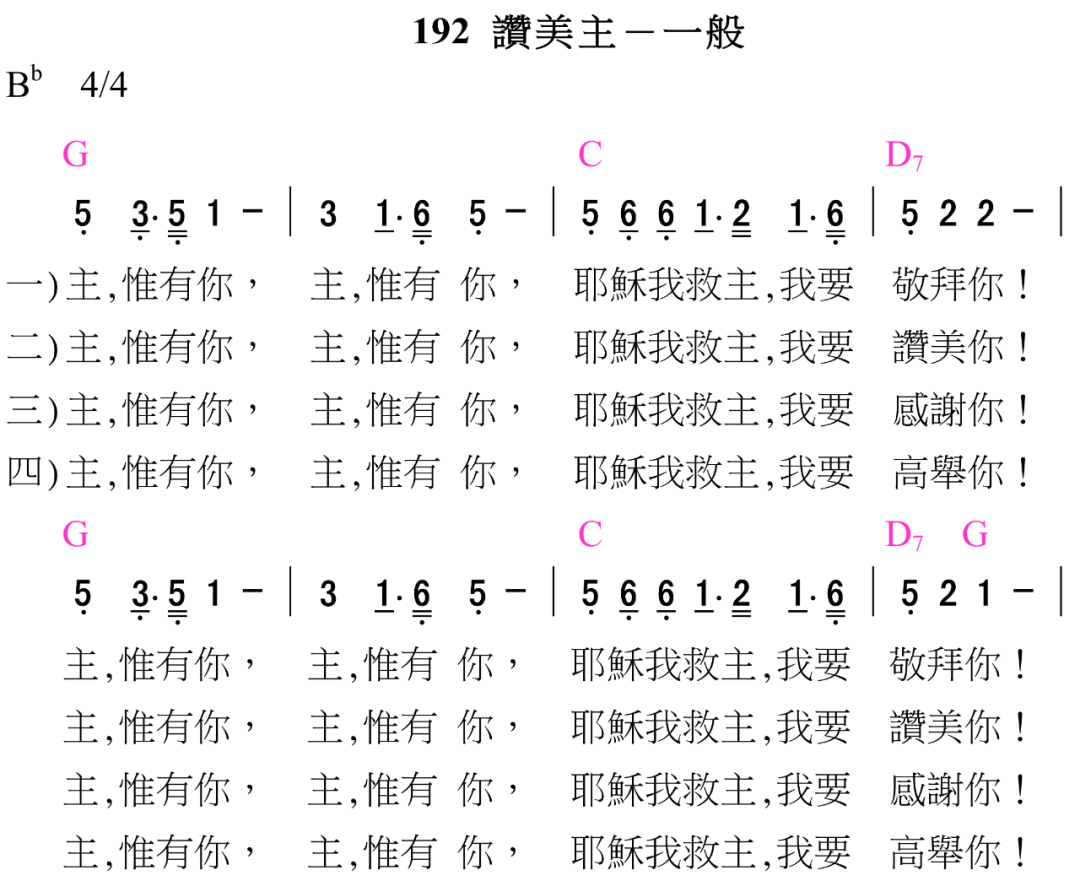 192 讚美主－一般
B♭ 4/4
G C D₇
5̣ 3̣·5̣ 1 － | 3 1·6̣ 5̣ － | 5̣ 6̣ 6̣ 1·2 1·6̣ | 5̣ 2 2 － |
一)主,惟有你， 主,惟有 你， 耶穌我救主,我要 敬拜你！
二)主,惟有你， 主,惟有 你， 耶穌我救主,我要 讚美你！
三)主,惟有你， 主,惟有 你， 耶穌我救主,我要 感謝你！
四)主,惟有你， 主,惟有 你， 耶穌我救主,我要 高舉你！
G C D₇ G
5̣ 3̣·5̣ 1 － | 3 1·6̣ 5̣ － | 5̣ 6̣ 6̣ 1·2 1·6̣ | 5̣ 2 1 － |
主,惟有你， 主,惟有 你， 耶穌我救主,我要 敬拜你！
主,惟有你， 主,惟有 你， 耶穌我救主,我要 讚美你！
主,惟有你， 主,惟有 你， 耶穌我救主,我要 感謝你！
主,惟有你， 主,惟有 你， 耶穌我救主,我要 高舉你！